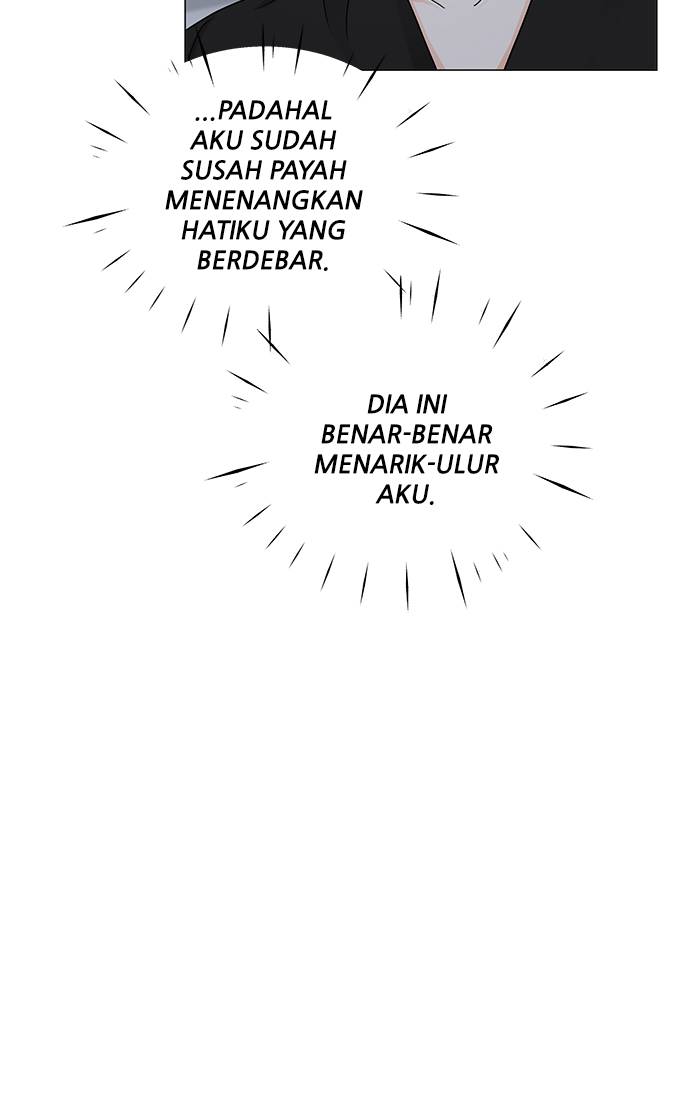 ...PADAHAL
AKU SUDAH
SUSAH PAYAH
MENENANGKAN
HATIKU YANG
BERDEBAR.
DIA INI
BENAR-BENAR
MENARIK-ULUR
AKU.